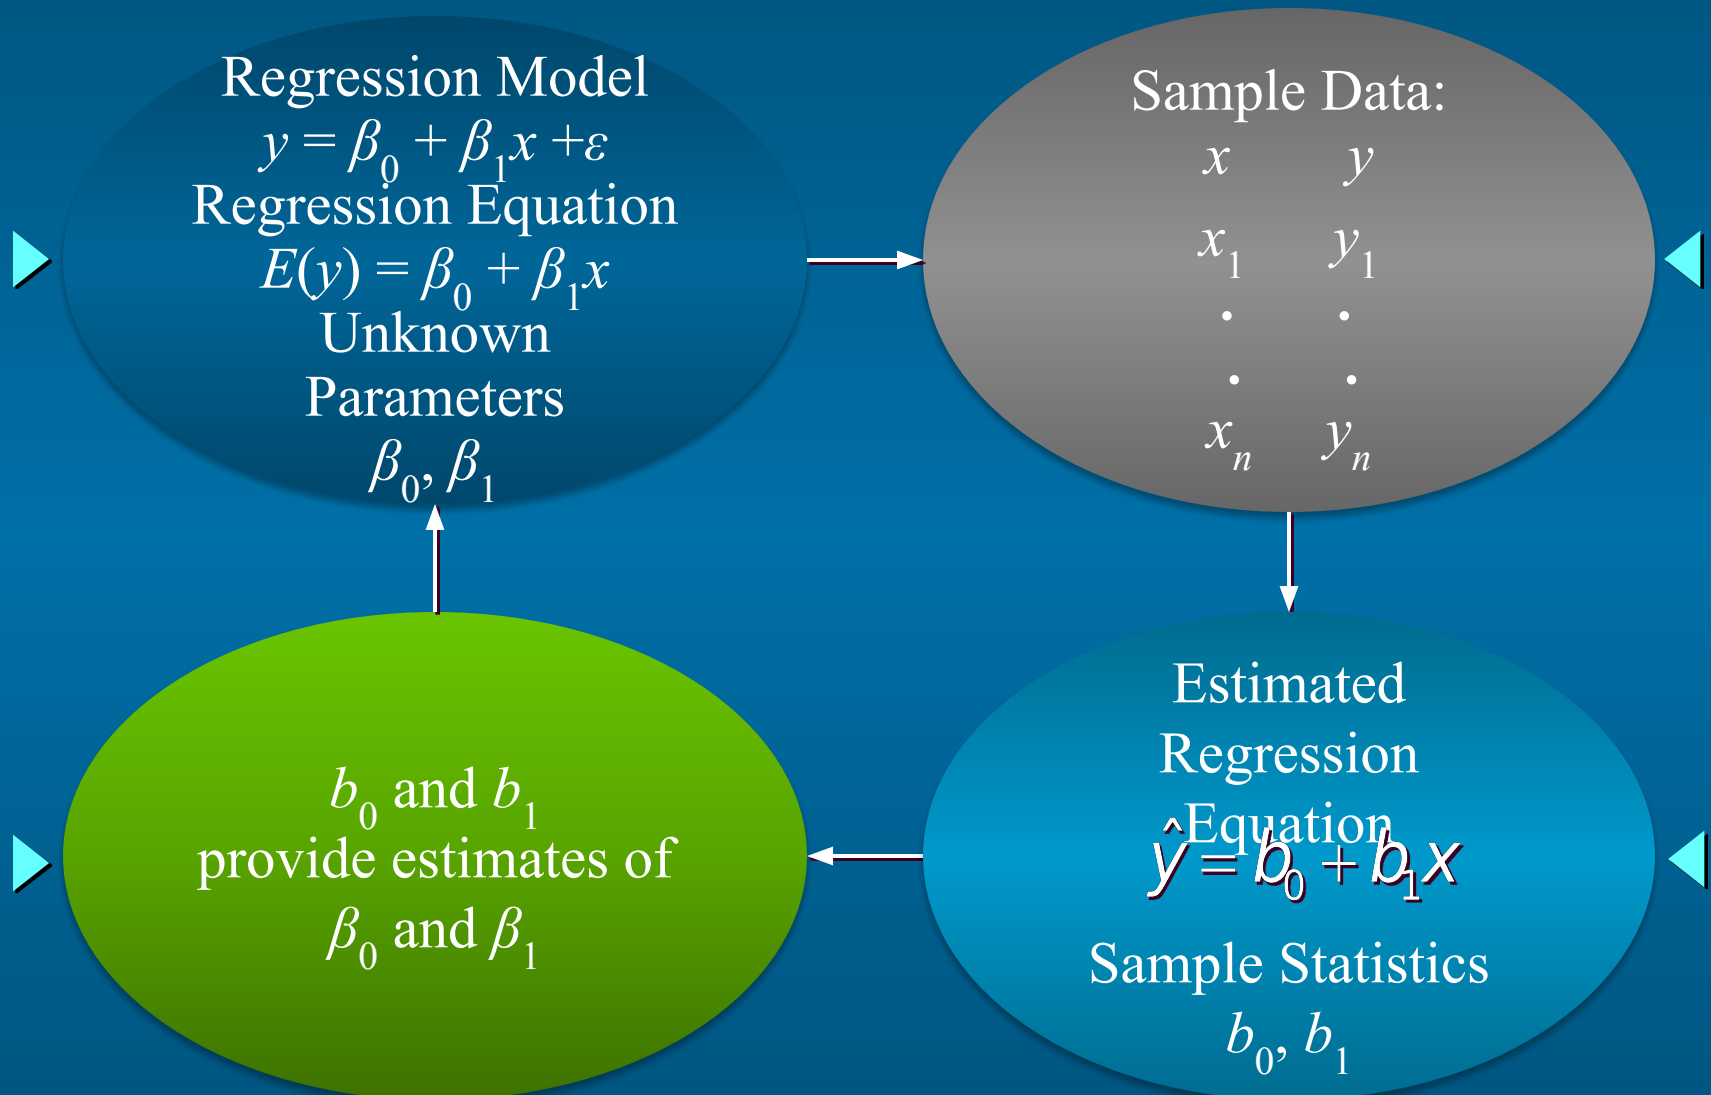 Regression Model
y = β₀ + β₁x +ε
Regression Equation
E(y) = β₀ + β₁x
Unknown
Parameters
β₀, β₁
Sample Data:
x y
x₁ y₁
. .
. .
xₙ yₙ
Estimated
Regression
Equation
ŷ = b₀ + b₁x
Sample Statistics
b₀, b₁
b₀ and b₁
provide estimates of
β₀ and β₁